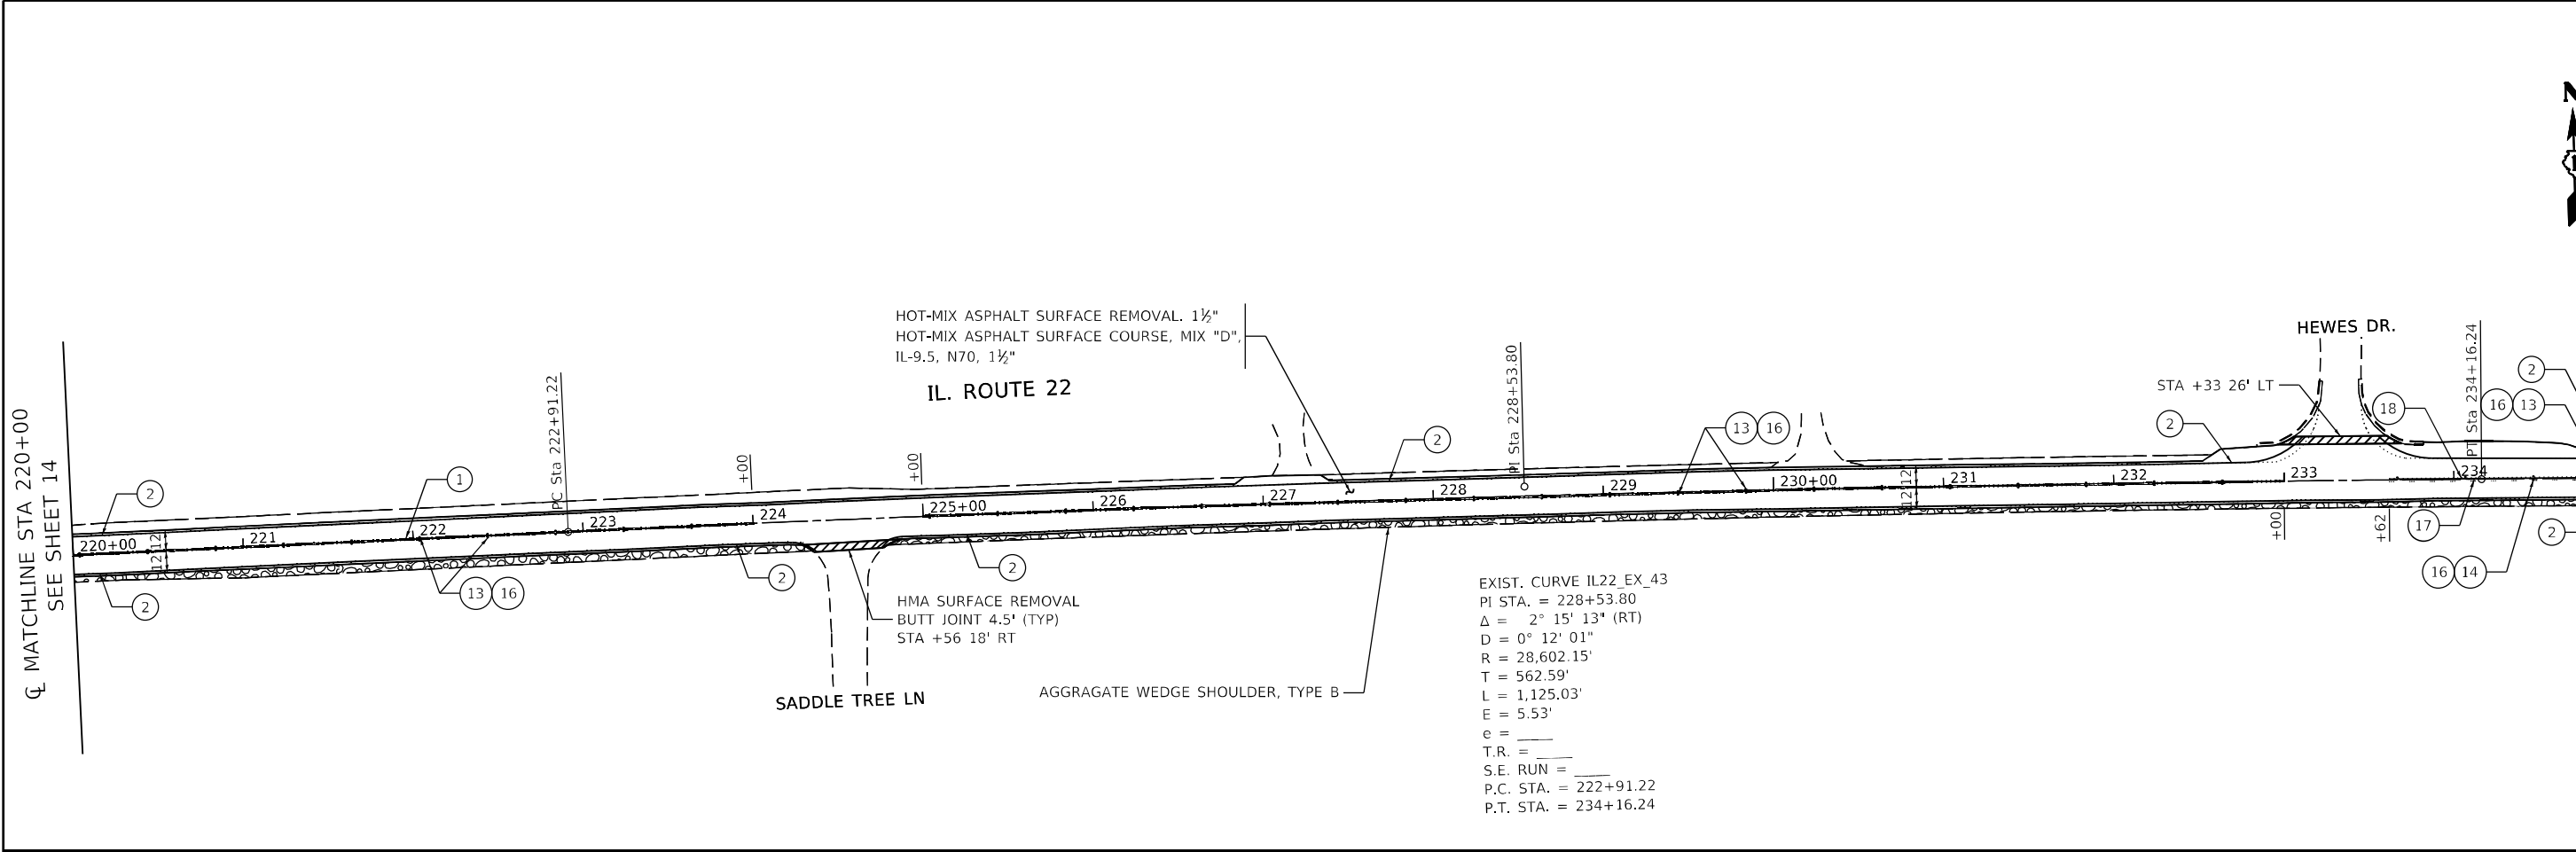 N
HOT-MIX ASPHALT SURFACE REMOVAL. 1½"
HOT-MIX ASPHALT SURFACE COURSE, MIX "D",
IL-9.5, N70, 1½"
IL. ROUTE 22
HEWES DR.
STA +33 26' LT
PC Sta 222+91.22
PI Sta 228+53.80
PT Sta 234+16.24
+00
+00
2
1
2
13 16
2
18
16 13
2
220+00
221
222
223
224
225+00
226
227
228
229
230+00
231
232
233
234
12
12
12
12
℄ MATCHLINE STA 220+00
SEE SHEET 14
2
13 16
2
2
+00
+62
17
2
16 14
HMA SURFACE REMOVAL
BUTT JOINT 4.5' (TYP)
STA +56 18' RT
SADDLE TREE LN
AGGRAGATE WEDGE SHOULDER, TYPE B
EXIST. CURVE IL22_EX_43
PI STA. = 228+53.80
Δ = 2° 15' 13" (RT)
D = 0° 12' 01"
R = 28,602.15'
T = 562.59'
L = 1,125.03'
E = 5.53'
e = ____
T.R. = ____
S.E. RUN = ____
P.C. STA. = 222+91.22
P.T. STA. = 234+16.24